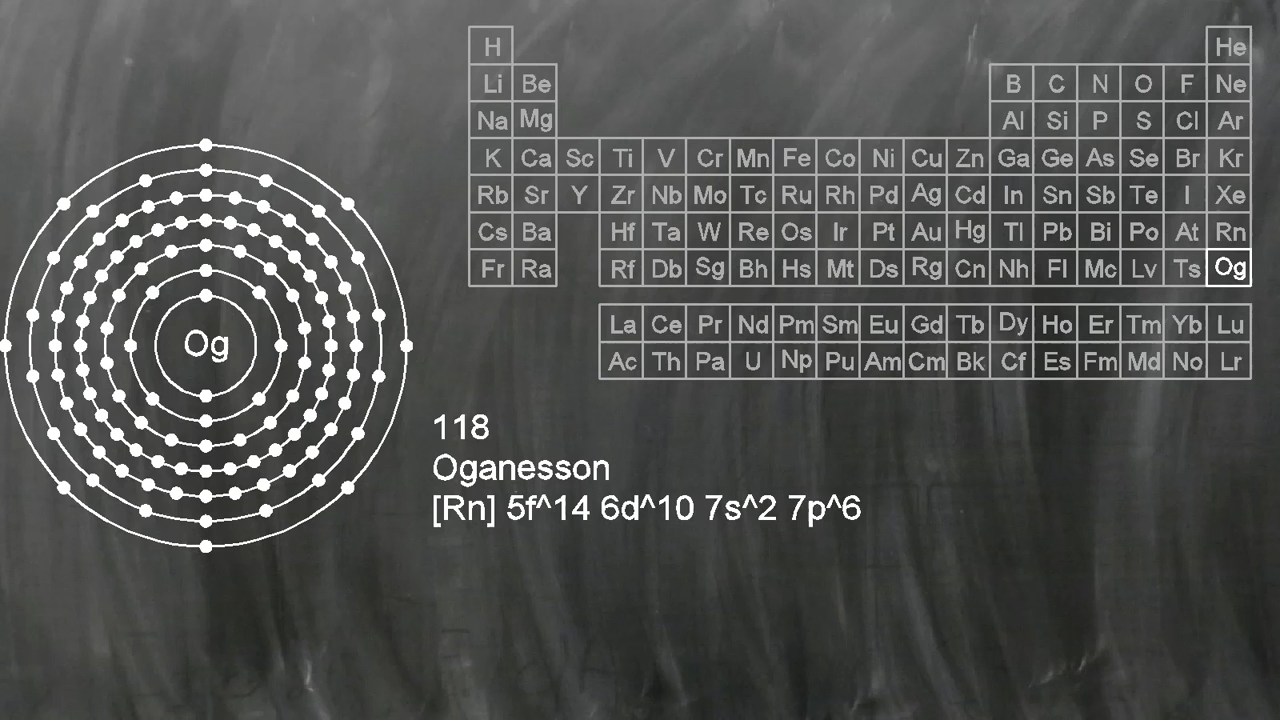 H He
Li Be B C N O F Ne
Na Mg Al Si P S Cl Ar
K Ca Sc Ti V Cr Mn Fe Co Ni Cu Zn Ga Ge As Se Br Kr
Rb Sr Y Zr Nb Mo Tc Ru Rh Pd Ag Cd In Sn Sb Te I Xe
Cs Ba Hf Ta W Re Os Ir Pt Au Hg Tl Pb Bi Po At Rn
Fr Ra Rf Db Sg Bh Hs Mt Ds Rg Cn Nh Fl Mc Lv Ts Og
La Ce Pr Nd Pm Sm Eu Gd Tb Dy Ho Er Tm Yb Lu
Ac Th Pa U Np Pu Am Cm Bk Cf Es Fm Md No Lr
Og
118
Oganesson
[Rn] 5f^14 6d^10 7s^2 7p^6